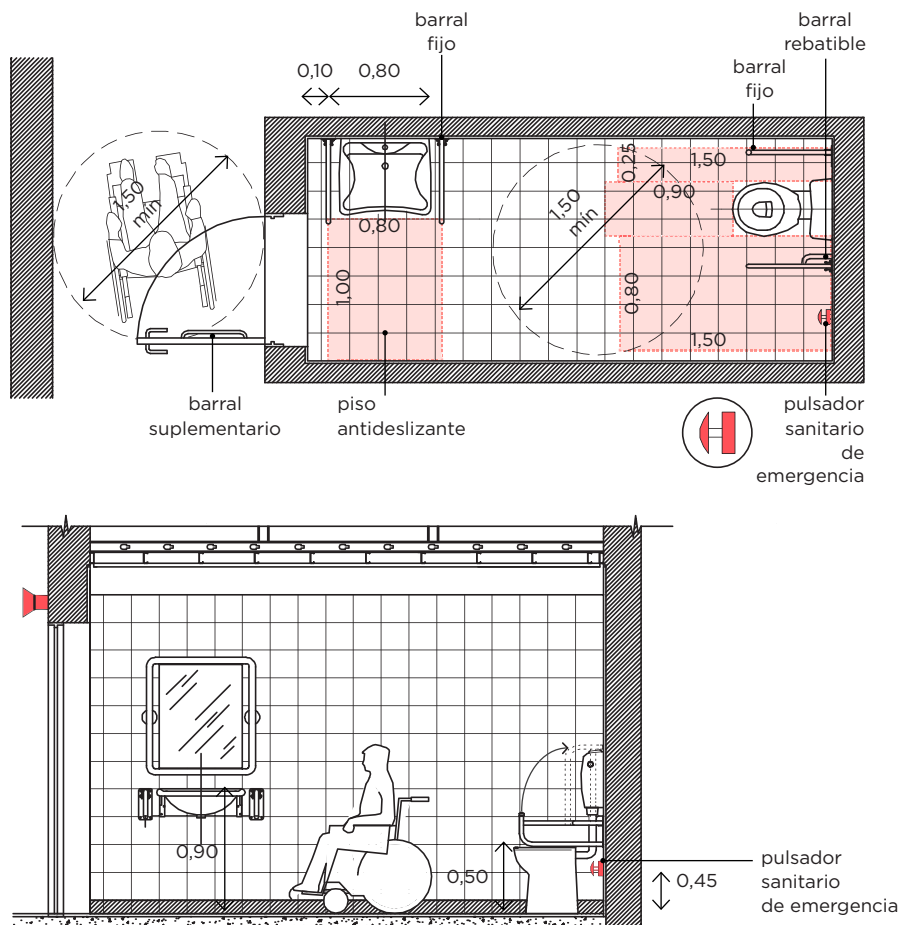 barral
fijo
barral
rebatible
barral
fijo
0,10
0,80
0,25
1,50
0,90
1,50
mín
1,50
mín
0,80
1,00
0,80
1,50
barral
suplementario
piso
antideslizante
pulsador
sanitario
de
emergencia
0,90
0,50
0,45
pulsador
sanitario
de emergencia